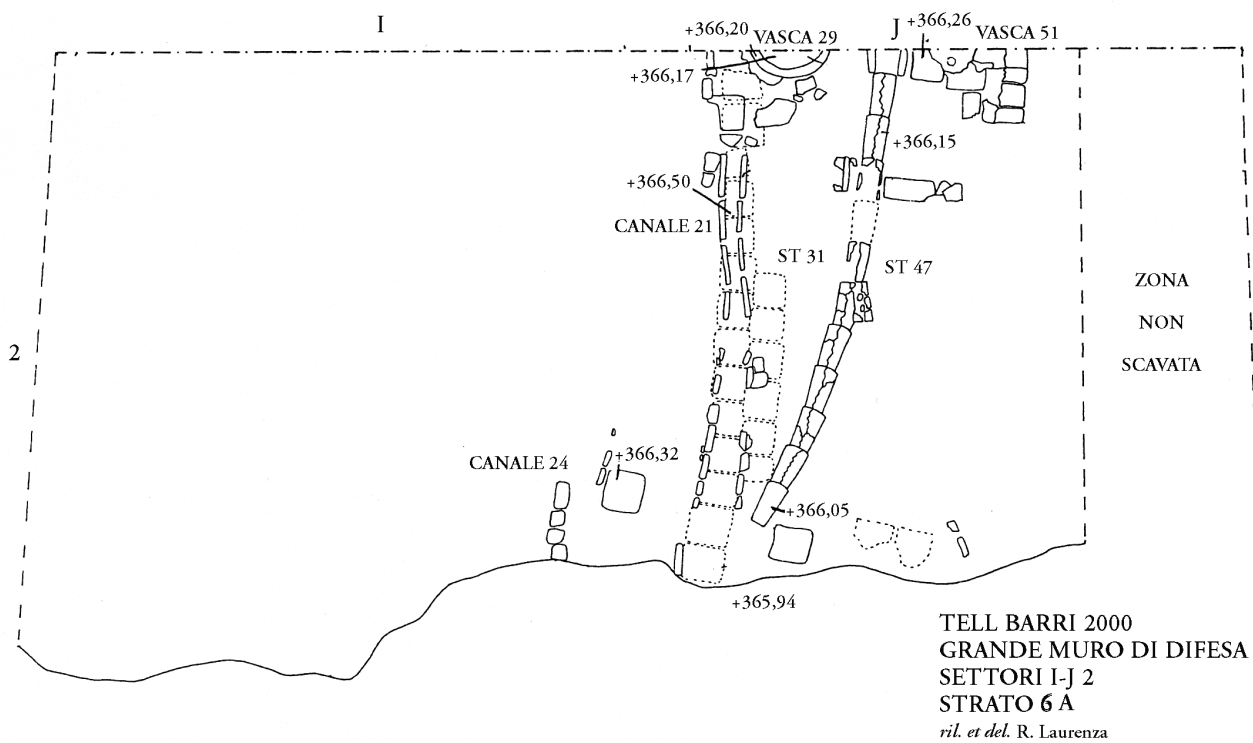 I
J
+366,20
VASCA 29
+366,26
VASCA 51
+366,17
+366,15
+366,50
CANALE 21
ST 31
ST 47
ZONA
NON
SCAVATA
2
CANALE 24
+366,32
+366,05
+365,94
TELL BARRI 2000
GRANDE MURO DI DIFESA
SETTORI I-J 2
STRATO 6 A
ril. et del. R. Laurenza